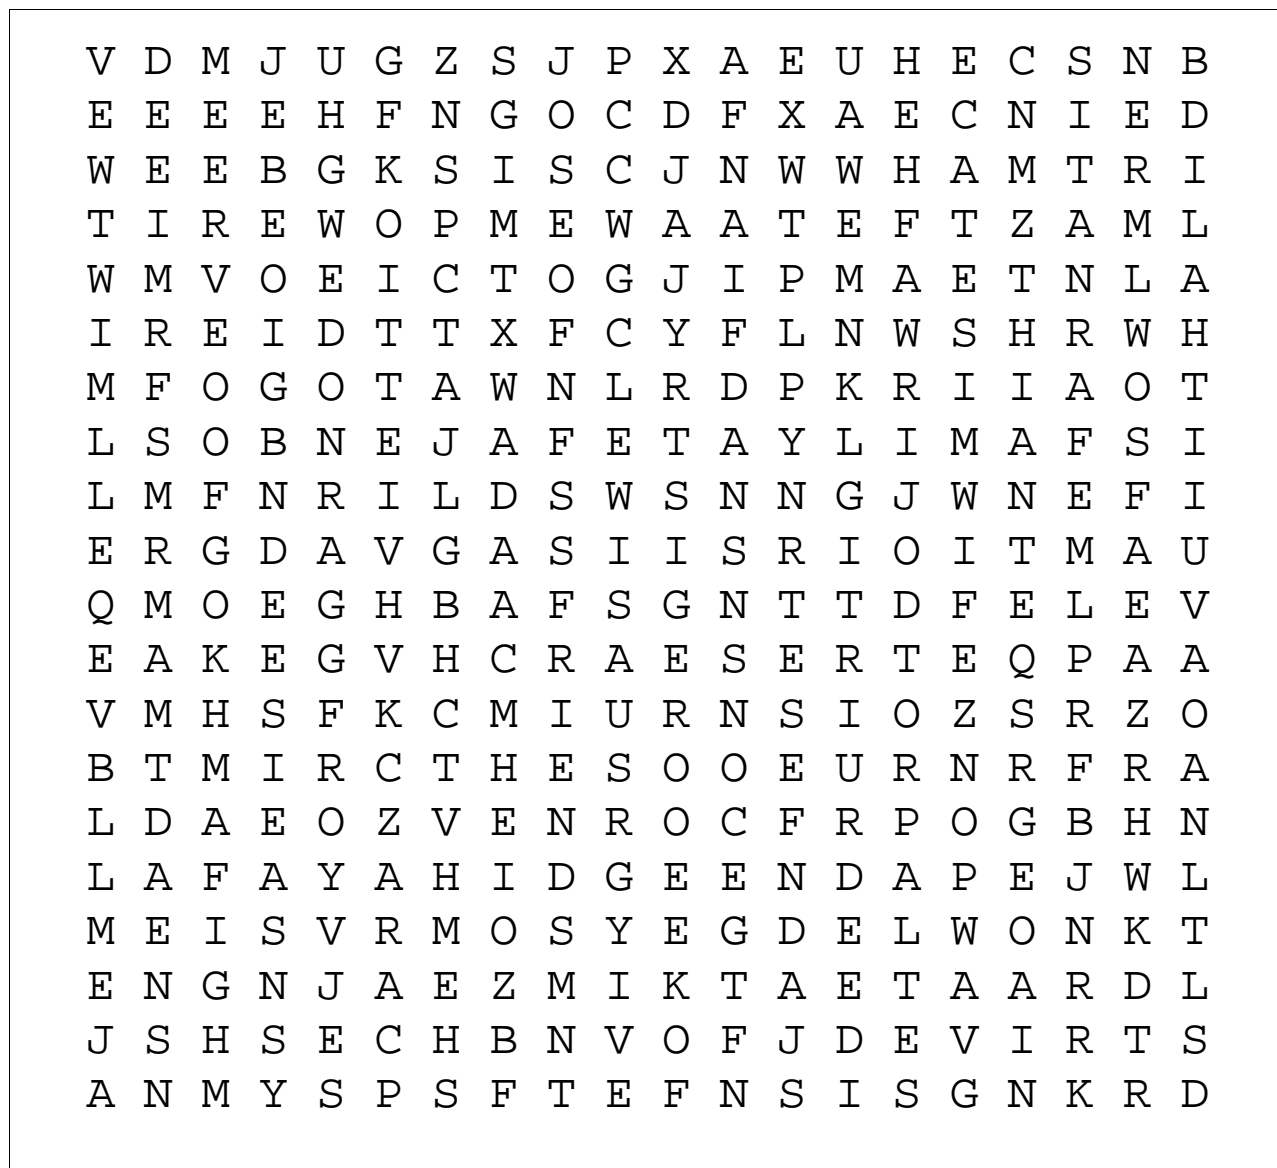 V D M J U G Z S J P X A E U H E C S N B
E E E E H F N G O C D F X A E C N I E D
W E E B G K S I S C J N W W H A M T R I
T I R E W O P M E W A A T E F T Z A M L
W M V O E I C T O G J I P M A E T N L A
I R E I D T T X F C Y F L N W S H R W H
M F O G O T A W N L R D P K R I I A O T
L S O B N E J A F E T A Y L I M A F S I
L M F N R I L D S W S N N G J W N E F I
E R G D A V G A S I I S R I O I T M A U
Q M O E G H B A F S G N T T D F E L E V
E A K E G V H C R A E S E R T E Q P A A
V M H S F K C M I U R N S I O Z S R Z O
B T M I R C T H E S O O E U R N R F R A
L D A E O Z V E N R O C F R P O G B H N
L A F A Y A H I D G E E N D A P E J W L
M E I S V R M O S Y E G D E L W O N K T
E N G N J A E Z M I K T A E T A A R D L
J S H S E C H B N V O F J D E V I R T S
A N M Y S P S F T E F N S I S G N K R D